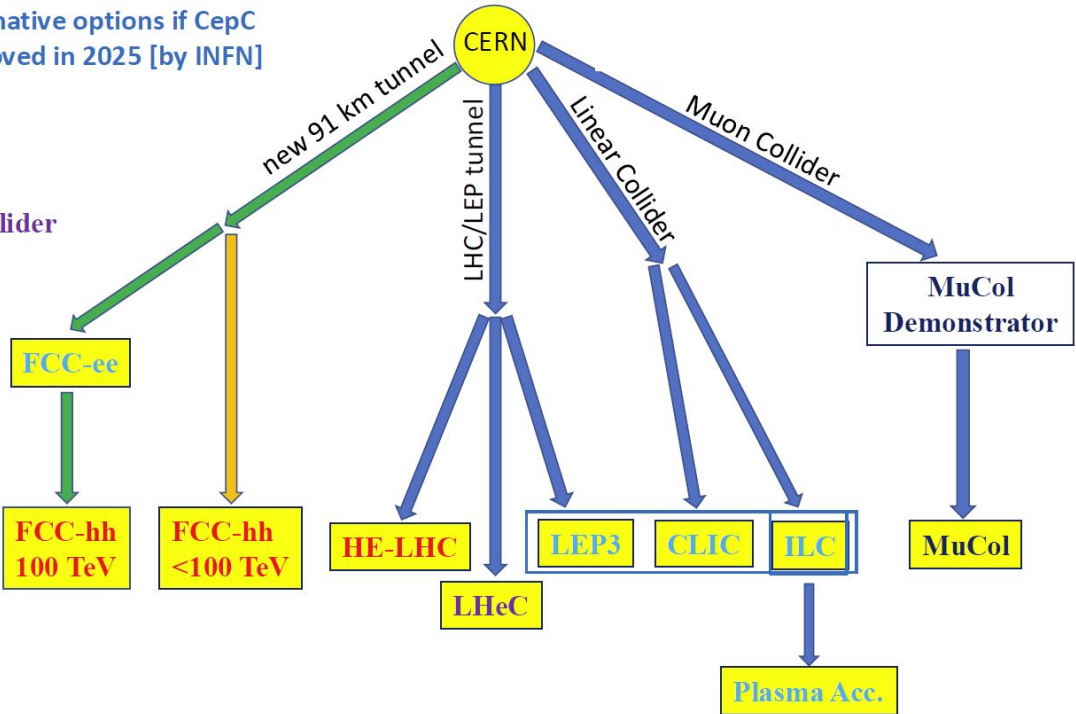 native options if CepC
oved in 2025 [by INFN]
CERN
new 91 km tunnel
LHC/LEP tunnel
Linear Collider
Muon Collider
llider
MuCol
Demonstrator
FCC-ee
FCC-hh
100 TeV
FCC-hh
<100 TeV
HE-LHC
LEP3
CLIC
ILC
MuCol
LHeC
Plasma Acc.